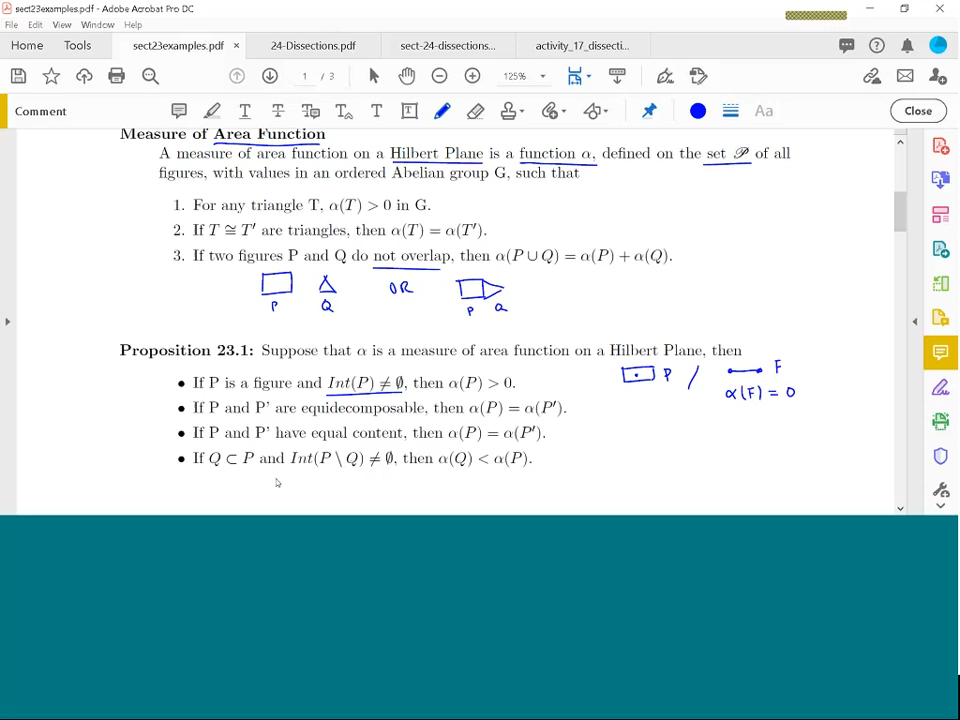 sect23examples.pdf - Adobe Acrobat Pro DC
File Edit View Window Help
Home Tools sect23examples.pdf × 24-Dissections.pdf sect-24-dissections... activity_17_dissecti...
1 / 3 125%
Comment Close
Measure of Area Function
A measure of area function on a Hilbert Plane is a function α, defined on the set 𝒫 of all
figures, with values in an ordered Abelian group G, such that
1. For any triangle T, α(T) > 0 in G.
2. If T ≅ T′ are triangles, then α(T) = α(T′).
3. If two figures P and Q do not overlap, then α(P ∪ Q) = α(P) + α(Q).
OR
P Q P Q
Proposition 23.1: Suppose that α is a measure of area function on a Hilbert Plane, then
P / F
• If P is a figure and Int(P) ≠ ∅, then α(P) > 0.
α(F) = 0
• If P and P' are equidecomposable, then α(P) = α(P′).
• If P and P' have equal content, then α(P) = α(P′).
• If Q ⊂ P and Int(P \ Q) ≠ ∅, then α(Q) < α(P).